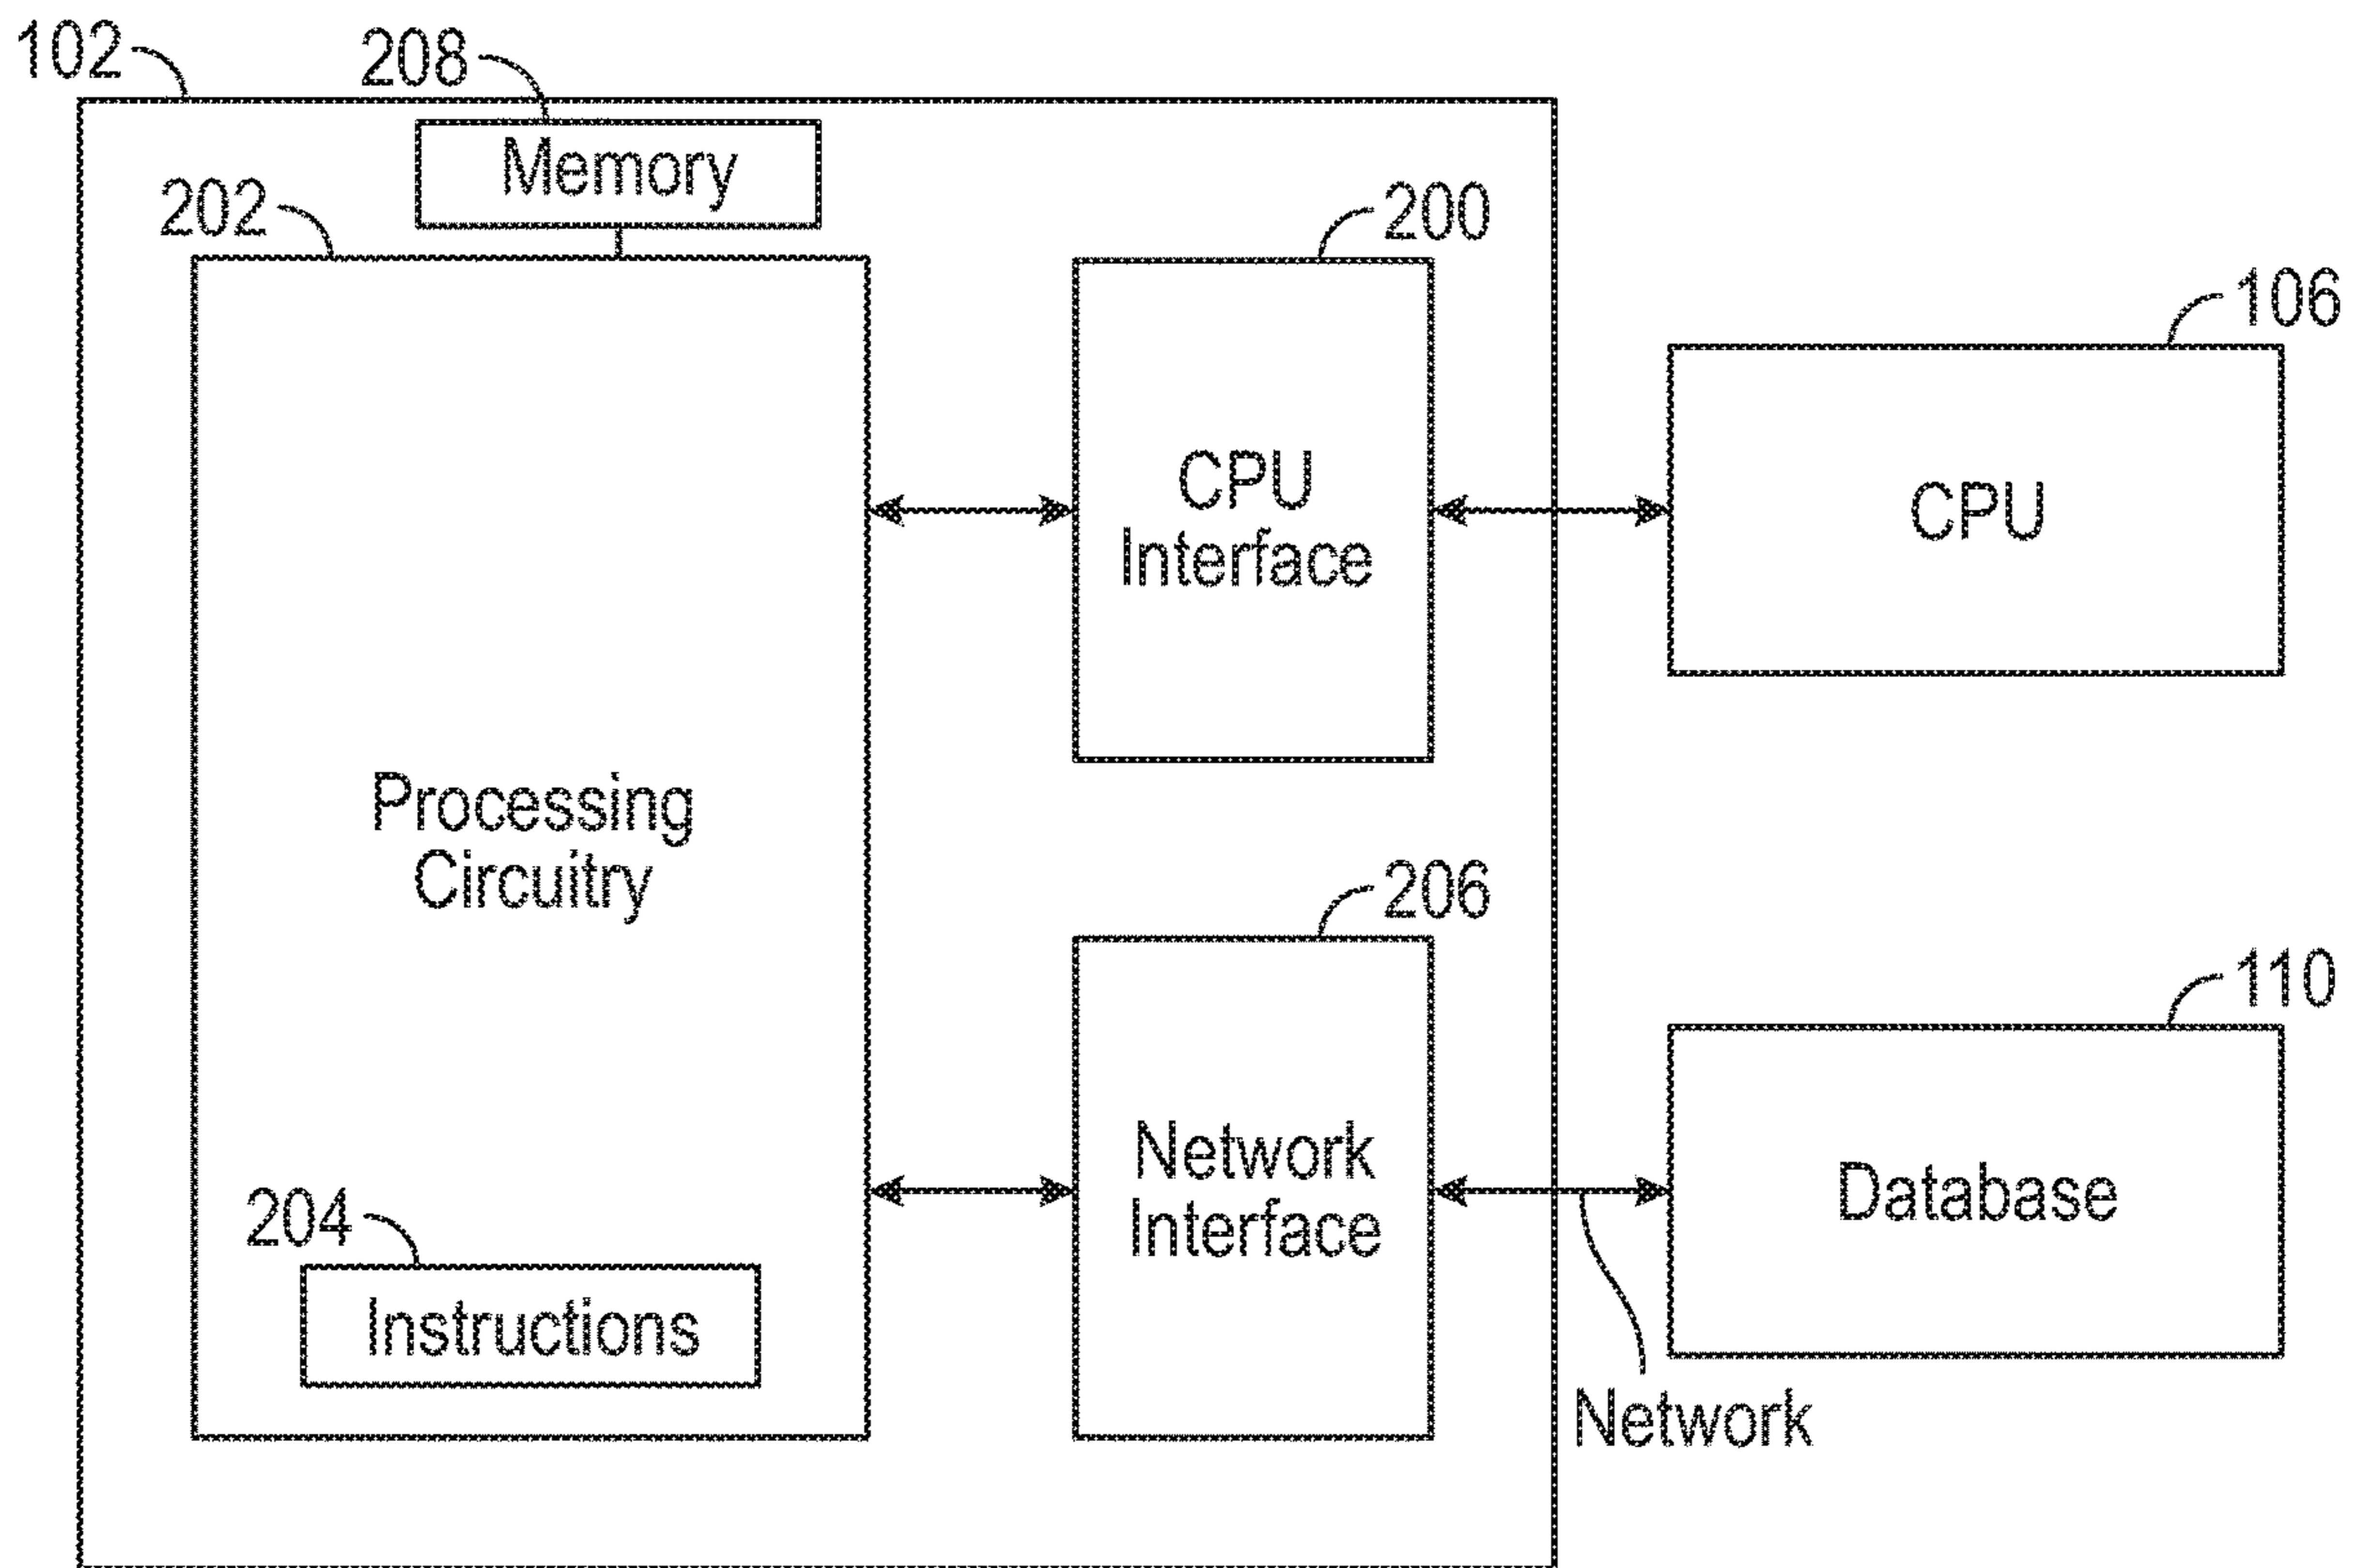 102
208
Memory
202
200
106
CPU
Interface
CPU
Processing
Circuitry
206
110
Network
Interface
Database
204
Instructions
Network